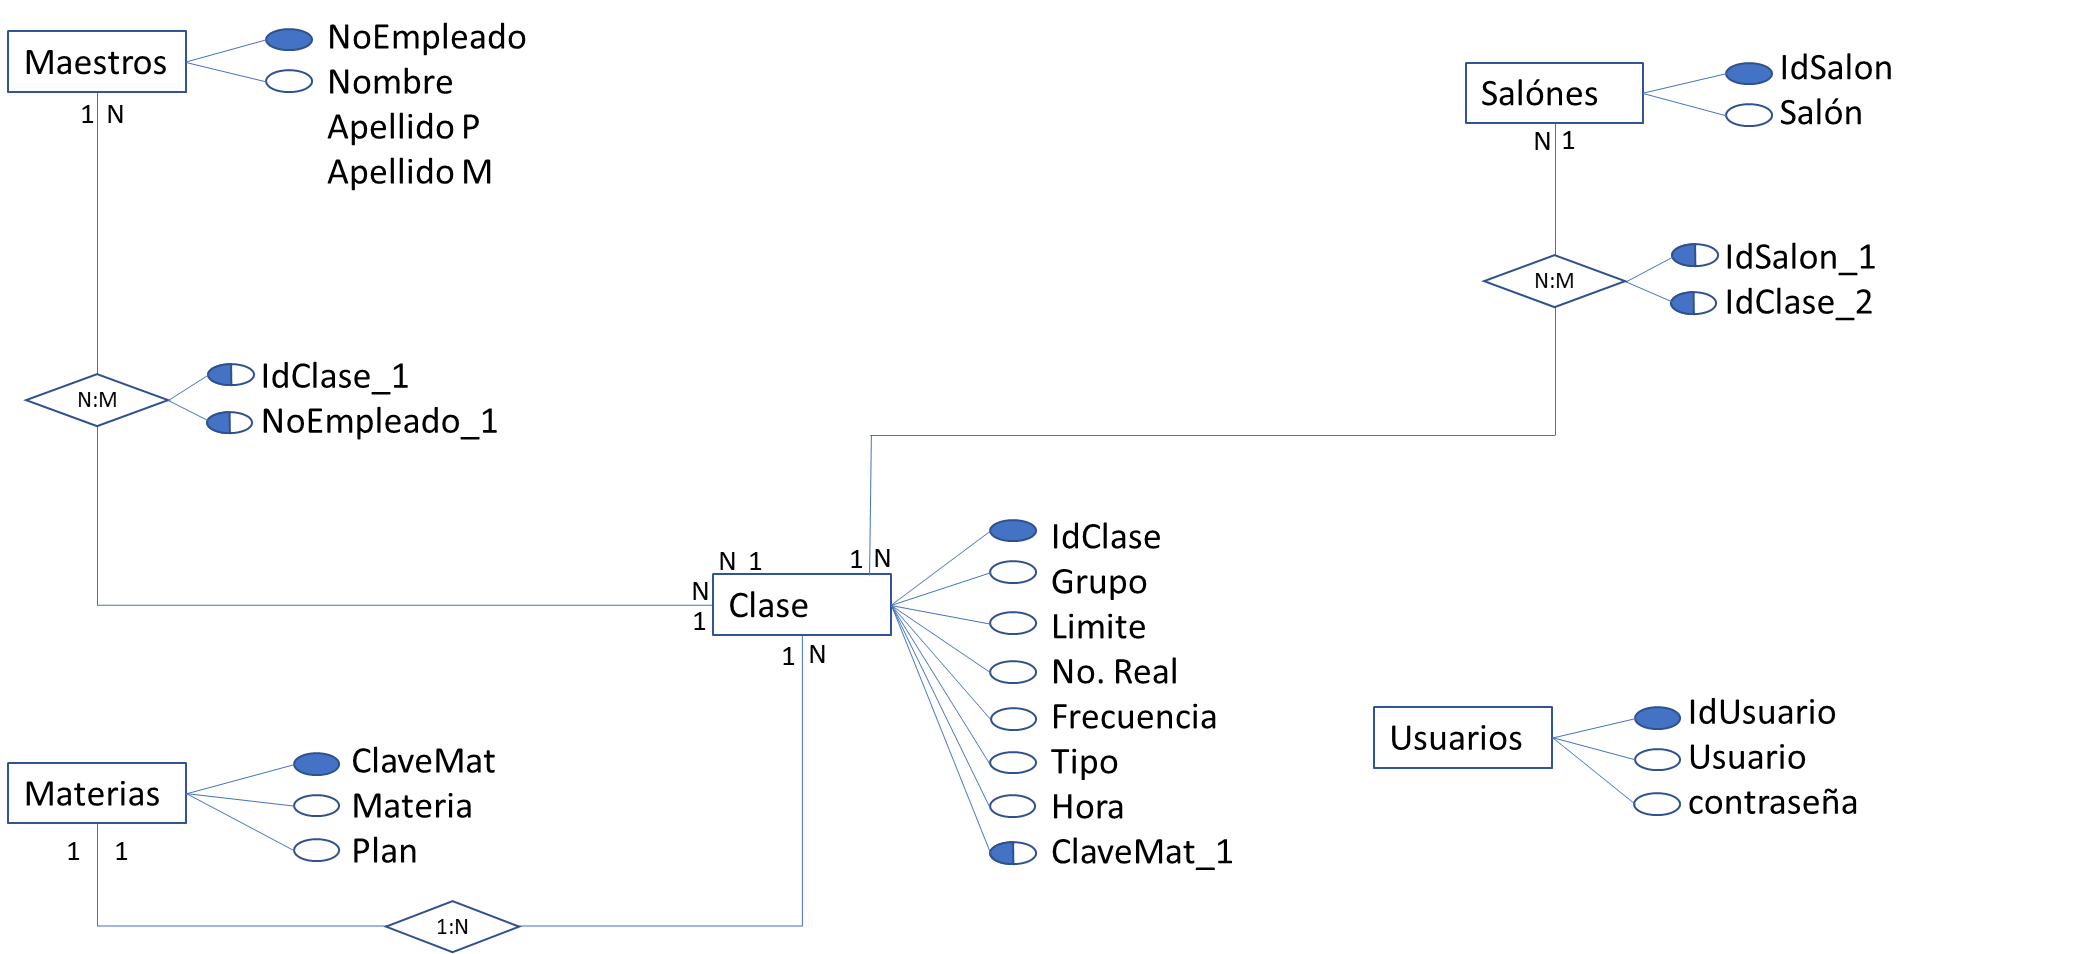 Maestros
NoEmpleado
Nombre
Apellido P
Apellido M
1 N
Salónes
IdSalon
Salón
N 1
N:M
IdSalon_1
IdClase_2
N:M
IdClase_1
NoEmpleado_1
N 1
1 N
N
1
Clase
1 N
IdClase
Grupo
Limite
No. Real
Frecuencia
Tipo
Hora
ClaveMat_1
Materias
ClaveMat
Materia
Plan
1 1
1:N
Usuarios
IdUsuario
Usuario
contraseña